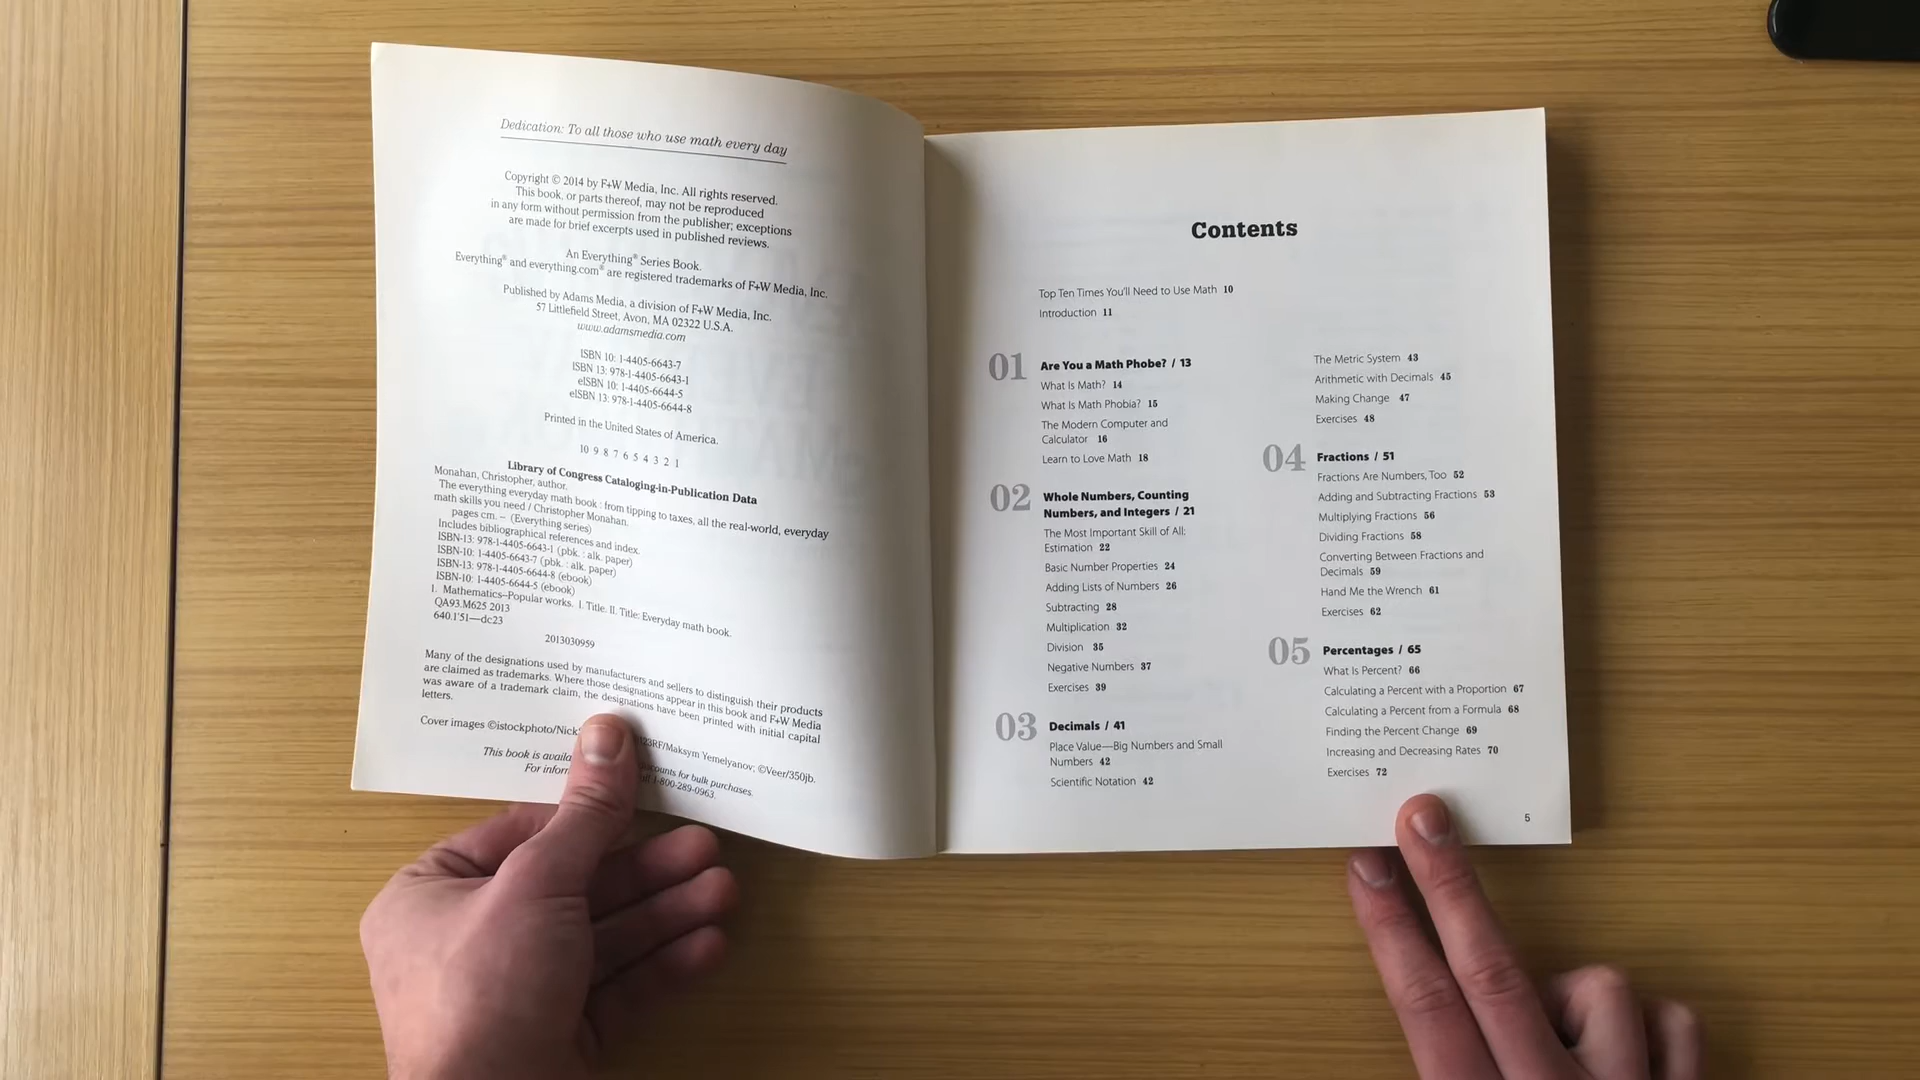 Dedication: To all those who use math every day
Copyright © 2014 by F+W Media, Inc. All rights reserved.
This book, or parts thereof, may not be reproduced
in any form without permission from the publisher; exceptions
are made for brief excerpts used in published reviews.
An Everything® Series Book.
Everything® and everything.com® are registered trademarks of F+W Media, Inc.
Published by Adams Media, a division of F+W Media, Inc.
57 Littlefield Street, Avon, MA 02322 U.S.A.
www.adamsmedia.com
ISBN 10: 1-4405-6643-7
ISBN 13: 978-1-4405-6643-1
eISBN 10: 1-4405-6644-5
eISBN 13: 978-1-4405-6644-8
Printed in the United States of America.
10 9 8 7 6 5 4 3 2 1
Library of Congress Cataloging-in-Publication Data
Monahan, Christopher, author.
The everything everyday math book : from tipping to taxes, all the real-world, everyday
math skills you need / Christopher Monahan.
pages cm. – (Everything series)
Includes bibliographical references and index.
ISBN-13: 978-1-4405-6643-1 (pbk. : alk. paper)
ISBN-10: 1-4405-6643-7 (pbk. : alk. paper)
ISBN-13: 978-1-4405-6644-8 (ebook)
ISBN-10: 1-4405-6644-5 (ebook)
1. Mathematics–Popular works. I. Title. II. Title: Everyday math book.
QA93.M625 2013
640.1'51—dc23
2013030959
Many of the designations used by manufacturers and sellers to distinguish their products
are claimed as trademarks. Where those designations appear in this book and F+W Media
was aware of a trademark claim, the designations have been printed with initial capital
letters.
Cover images ©istockphoto/Nick 123RF/Maksym Yemelyanov; ©Veer/350jb.
This book is availa counts for bulk purchases.
For inform 1-800-289-0963.
Contents
Top Ten Times You'll Need to Use Math 10
Introduction 11
01 Are You a Math Phobe? / 13
What Is Math? 14
What Is Math Phobia? 15
The Modern Computer and
Calculator 16
Learn to Love Math 18
02 Whole Numbers, Counting
Numbers, and Integers / 21
The Most Important Skill of All:
Estimation 22
Basic Number Properties 24
Adding Lists of Numbers 26
Subtracting 28
Multiplication 32
Division 35
Negative Numbers 37
Exercises 39
03 Decimals / 41
Place Value—Big Numbers and Small
Numbers 42
Scientific Notation 42
The Metric System 43
Arithmetic with Decimals 45
Making Change 47
Exercises 48
04 Fractions / 51
Fractions Are Numbers, Too 52
Adding and Subtracting Fractions 53
Multiplying Fractions 56
Dividing Fractions 58
Converting Between Fractions and
Decimals 59
Hand Me the Wrench 61
Exercises 62
05 Percentages / 65
What Is Percent? 66
Calculating a Percent with a Proportion 67
Calculating a Percent from a Formula 68
Finding the Percent Change 69
Increasing and Decreasing Rates 70
Exercises 72
5